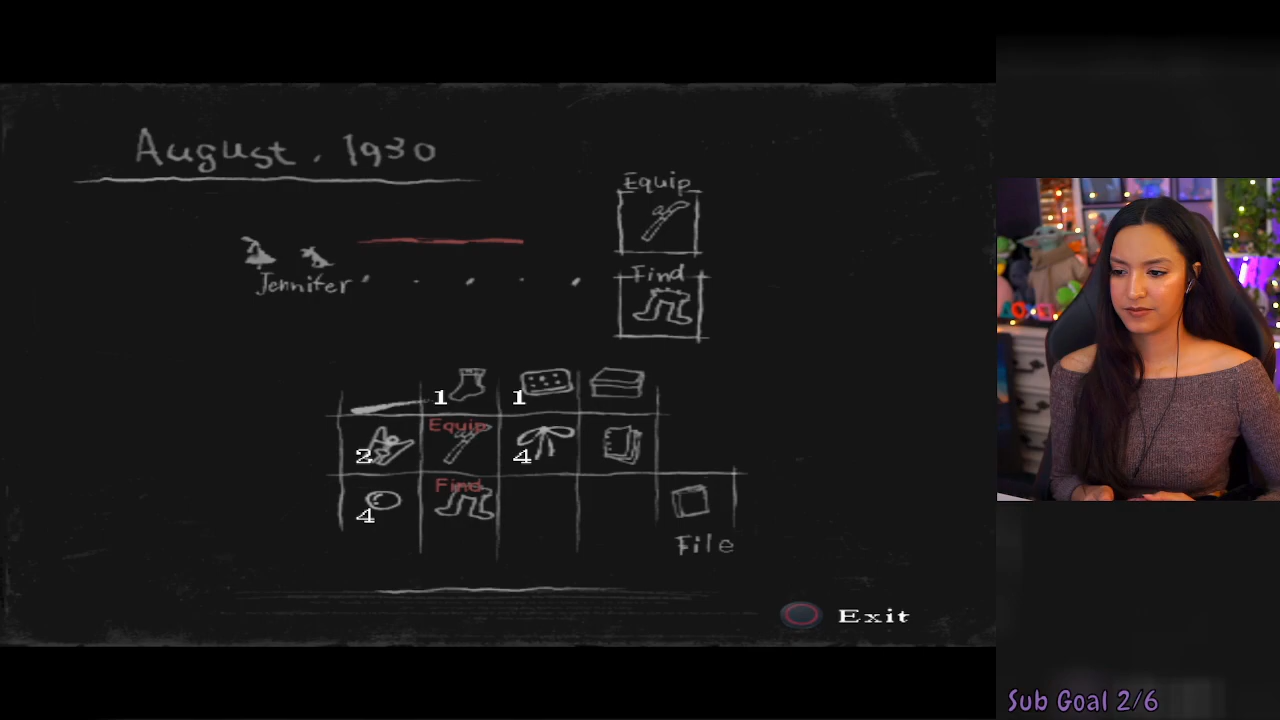 August, 1930
Equip
Jennifer
Find
1
1
Equip
2
4
Find
4
File
Exit
Sub Goal 2/6